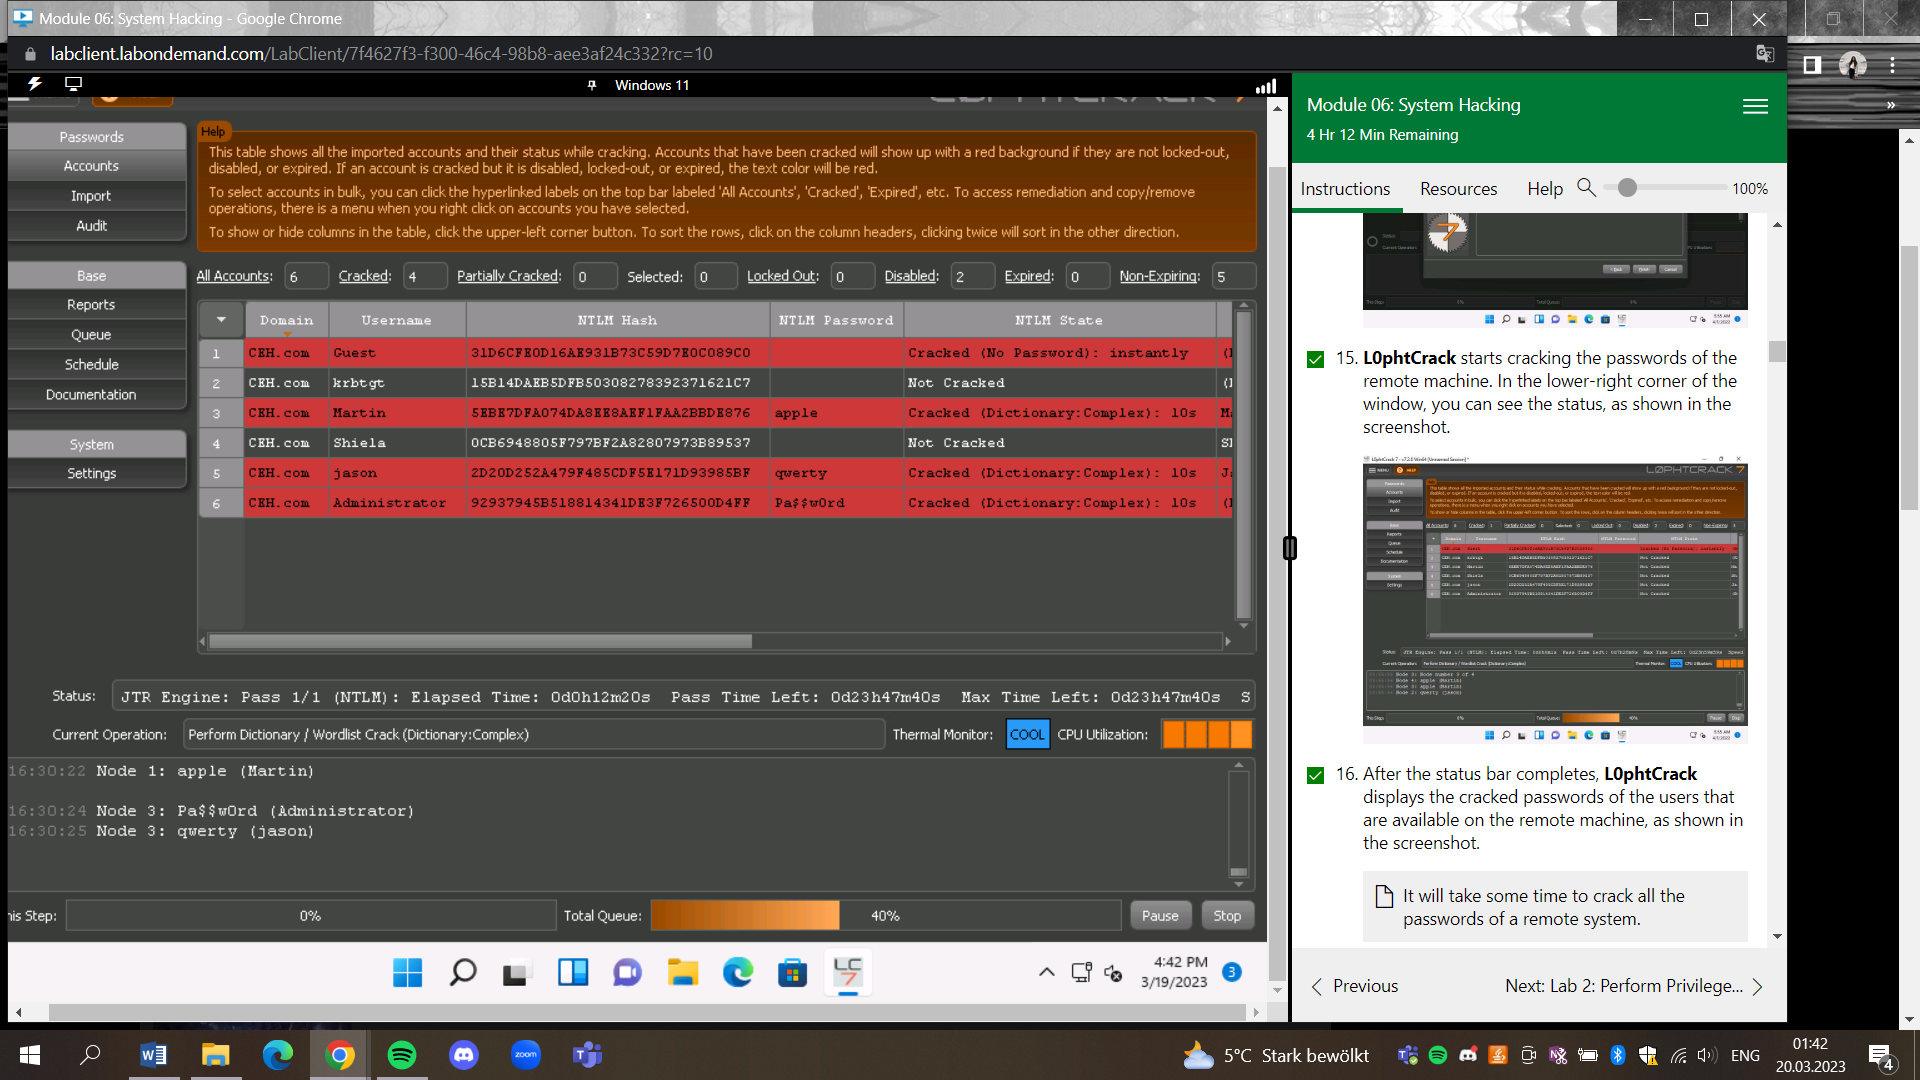 Module 06: System Hacking - Google Chrome
labclient.labondemand.com/LabClient/7f4627f3-f300-46c4-98b8-aee3af24c332?rc=10
Windows 11
Passwords
Accounts
Import
Audit
Base
Reports
Queue
Schedule
Documentation
System
Settings
Help
This table shows all the imported accounts and their status while cracking. Accounts that have been cracked will show up with a red background if they are not locked-out,
disabled, or expired. If an account is cracked but it is disabled, locked-out, or expired, the text color will be red.
To select accounts in bulk, you can click the hyperlinked labels on the top bar labeled 'All Accounts', 'Cracked', 'Expired', etc. To access remediation and copy/remove
operations, there is a menu when you right click on accounts you have selected.
To show or hide columns in the table, click the upper-left corner button. To sort the rows, click on the column headers, clicking twice will sort in the other direction.
All Accounts: 6 Cracked: 4 Partially Cracked: 0 Selected: 0 Locked Out: 0 Disabled: 2 Expired: 0 Non-Expiring: 5
Domain Username NTLM Hash NTLM Password NTLM State
1 CEH.com Guest 31D6CFE0D16AE931B73C59D7E0C089C0 Cracked (No Password): instantly
2 CEH.com krbtgt 15B14DAEB5DFB50308278392371621C7 Not Cracked
3 CEH.com Martin 5EBE7DFA074DA8EE8AEF1FAA2BBDE876 apple Cracked (Dictionary:Complex): 10s
4 CEH.com Shiela 0CB6948805F797BF2A82807973B89537 Not Cracked
5 CEH.com jason 2D20D252A479F485CDF5E171D93985BF qwerty Cracked (Dictionary:Complex): 10s
6 CEH.com Administrator 92937945B518814341DE3F726500D4FF Pa$$w0rd Cracked (Dictionary:Complex): 10s
Status: JTR Engine: Pass 1/1 (NTLM): Elapsed Time: 0d0h12m20s Pass Time Left: 0d23h47m40s Max Time Left: 0d23h47m40s S
Current Operation: Perform Dictionary / Wordlist Crack (Dictionary:Complex) Thermal Monitor: COOL CPU Utilization:
16:30:22 Node 1: apple (Martin)
16:30:24 Node 3: Pa$$w0rd (Administrator)
16:30:25 Node 3: qwerty (jason)
his Step: 0% Total Queue: 40% Pause Stop
4:42 PM
3/19/2023
3
Module 06: System Hacking
4 Hr 12 Min Remaining
Instructions Resources Help 100%
15. L0phtCrack starts cracking the passwords of the
remote machine. In the lower-right corner of the
window, you can see the status, as shown in the
screenshot.
L0PHTCRACK 7
16. After the status bar completes, L0phtCrack
displays the cracked passwords of the users that
are available on the remote machine, as shown in
the screenshot.
It will take some time to crack all the
passwords of a remote system.
Previous
Next: Lab 2: Perform Privilege...
zoom
5°C Stark bewölkt
ENG
01:42
20.03.2023
4